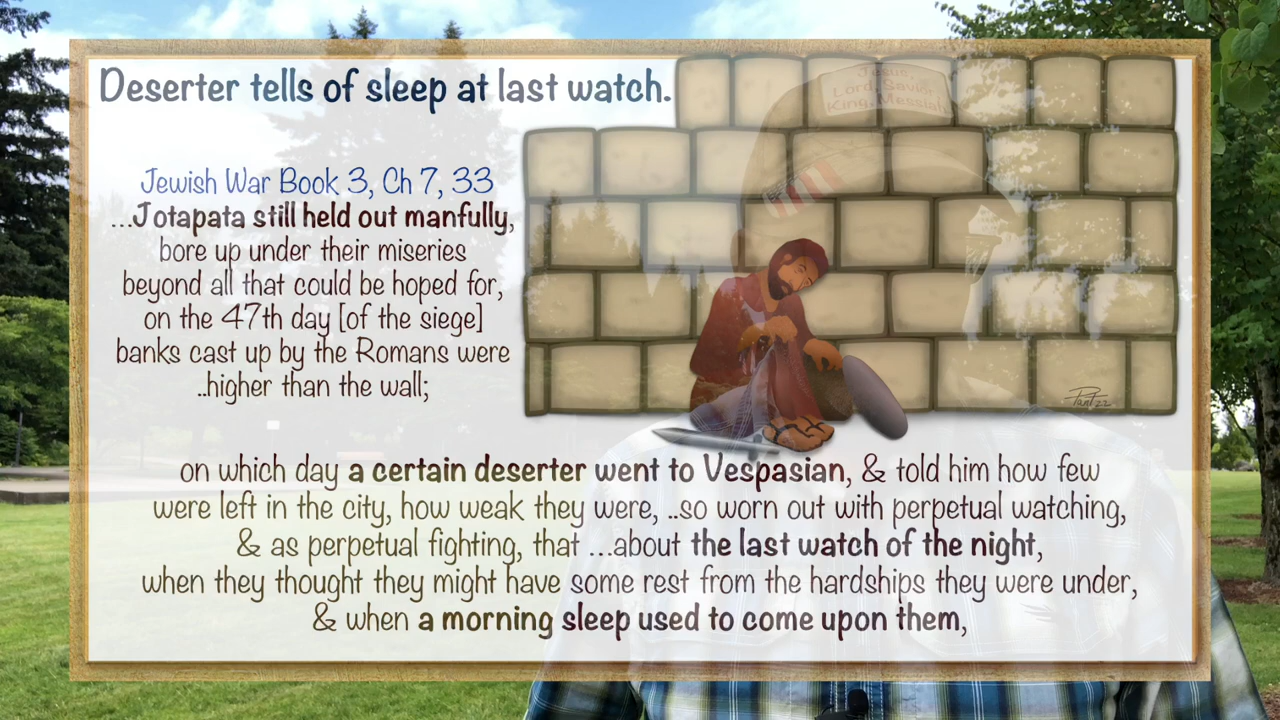 Deserter tells of sleep at last watch.
Jesus,
Lord, Savior,
King, Messiah
Jewish War Book 3, Ch 7, 33
...Jotapata still held out manfully,
bore up under their miseries
beyond all that could be hoped for,
on the 47th day [of the siege]
banks cast up by the Romans were
..higher than the wall;
on which day a certain deserter went to Vespasian, & told him how few
were left in the city, how weak they were, ..so worn out with perpetual watching,
& as perpetual fighting, that ...about the last watch of the night,
when they thought they might have some rest from the hardships they were under,
& when a morning sleep used to come upon them,